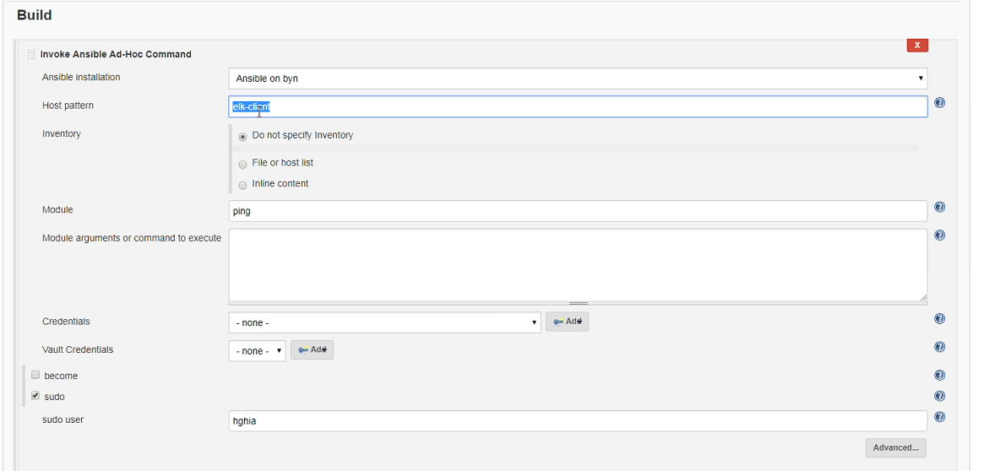 Build
Invoke Ansible Ad-Hoc Command
X
Ansible installation
Ansible on byn
Host pattern
elk-client
Inventory
Do not specify Inventory
File or host list
Inline content
Module
ping
Module arguments or command to execute
Credentials
- none -
Add
Vault Credentials
- none -
Add
become
sudo
sudo user
hghia
Advanced...